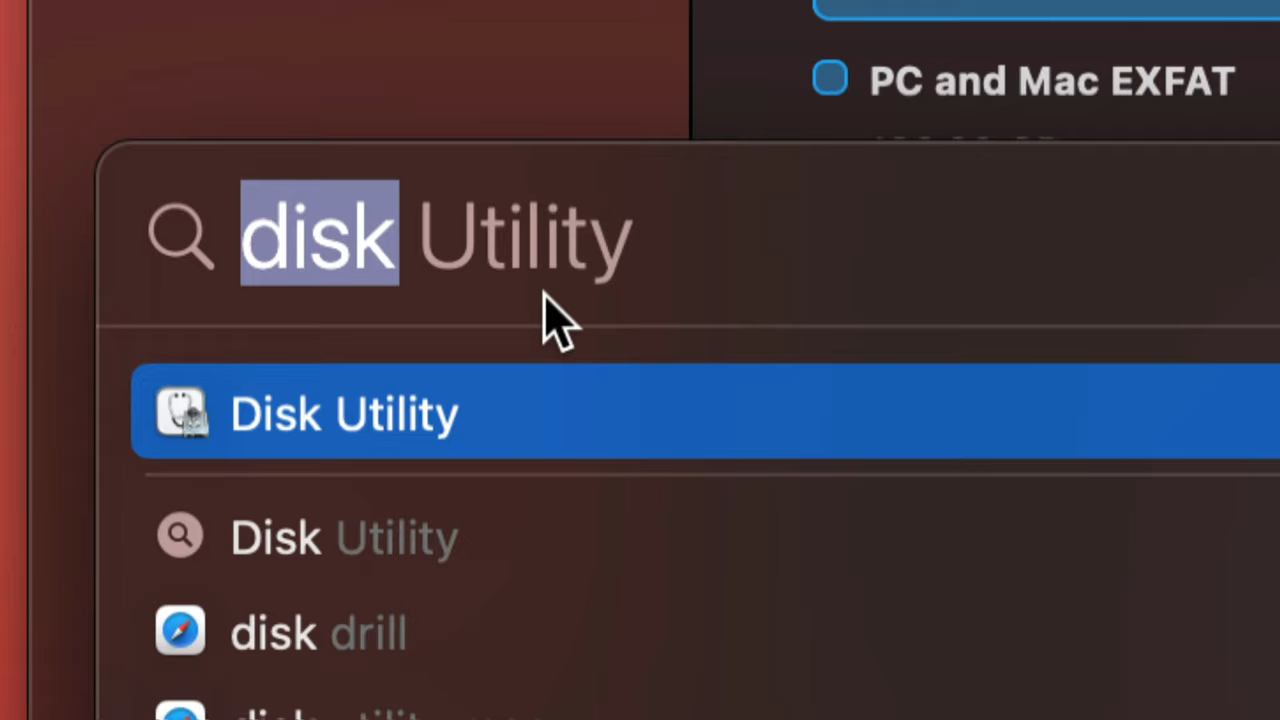 PC and Mac EXFAT
disk Utility
Disk Utility
Disk Utility
disk drill